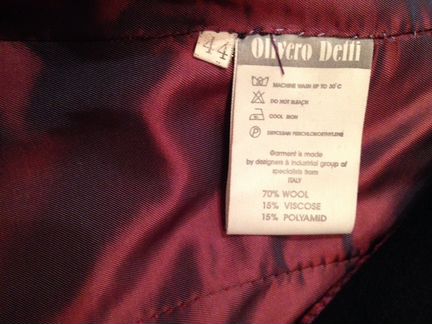 44
Olivero Delfi
MACHINE WASH UP TO 30°C
DO NOT BLEACH
COOL IRON
P
DRYCLEAN PERCHLOROETHYLENE
Garment is made
by designers & industrial group of
specialists from
ITALY
70% WOOL
15% VISCOSE
15% POLYAMID